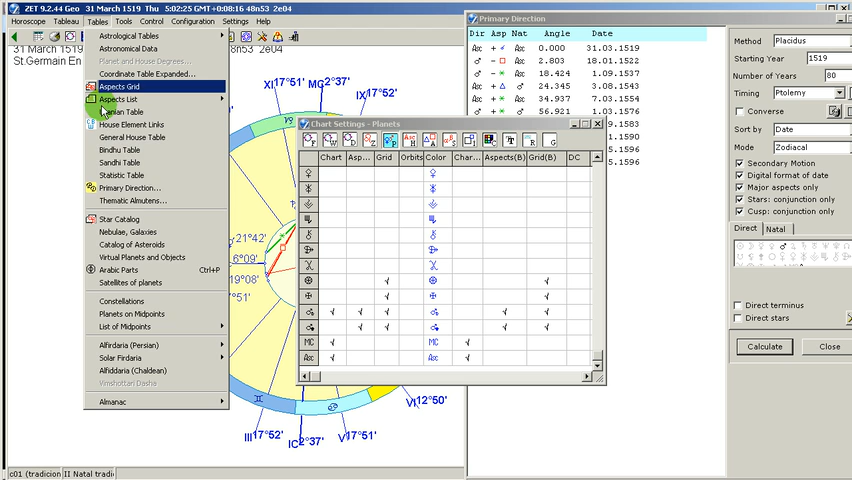 ZET 9.2.44 Geo 31 March 1519 5:02:25 GMT+0:08:16 48n53 2e04
Horoscope Tableau Tables Tools Control Configuration Settings Help
31 March 1519
St.Germain En
Astrological Tables
Astronomical Data
Planet and House Degrees...
Coordinate Table Expanded...
Aspects Grid
Aspects List
House Element Links
General House Table
Bindhu Table
Sandhi Table
Statistic Table
Primary Direction...
Thematic Almutens...
Star Catalog
Nebulae, Galaxies
Catalog of Asteroids
Virtual Planets and Objects
Arabic Parts Ctrl+P
Satellites of planets
Constellations
Planets on Midpoints
List of Midpoints
Alfirdaria (Persian)
Solar Firdaria
Alfiddaria (Chaldean)
Vimshottari Dasha
Almanac
XI 17°51'
MC 2°37'
IX 17°52'
21°42'
6°09'
19°08'
17°51'
III 17°52'
IC 2°37'
V 17°51'
VI 12°50'
Chart Settings - Planets
Chart Asp... Grid Orbits Color Char... Aspects(B) Grid(B) DC
MC MC
Asc Asc
Primary Direction
Dir Asp Nat Angle Date
Asc Asc 0.000 31.03.1519
Asc 2.803 18.01.1522
18.424 1.09.1537
Asc 24.345 3.08.1543
Asc 34.937 7.03.1554
Asc 56.921 1.03.1576
.9.1583
.5.1596
Method Placidus
Starting Year 1519
Number of Years 80
Timing Ptolemy
Converse
Sort by Date
Mode Zodiacal
Secondary Motion
Digital format of date
Major aspects only
Stars: conjunction only
Cusp: conjunction only
Direct Natal
Direct terminus
Direct stars
Calculate Close
c01 (tradicion II Natal tradi